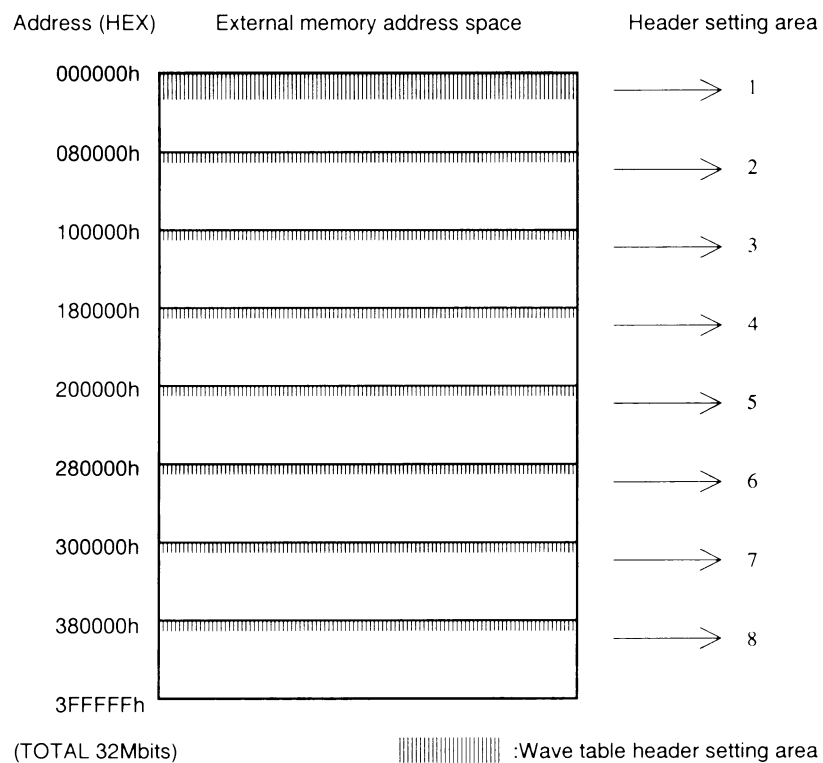 Address (HEX) External memory address space Header setting area
000000h
1
080000h
2
100000h
3
180000h
4
200000h
5
280000h
6
300000h
7
380000h
8
3FFFFFh
(TOTAL 32Mbits) :Wave table header setting area